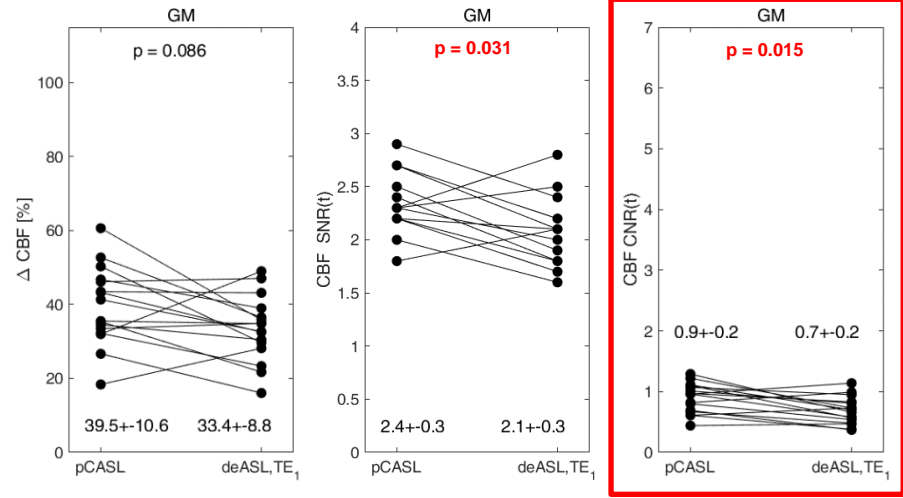 GM
p = 0.086
Δ CBF [%]
100
80
60
40
20
0
39.5+-10.6
33.4+-8.8
pCASL
deASL,TE1
GM
p = 0.031
CBF SNR(t)
4
3.5
3
2.5
2
1.5
1
0.5
0
2.4+-0.3
2.1+-0.3
pCASL
deASL,TE1
GM
p = 0.015
CBF CNR(t)
7
6
5
4
3
2
1
0
0.9+-0.2
0.7+-0.2
pCASL
deASL,TE1